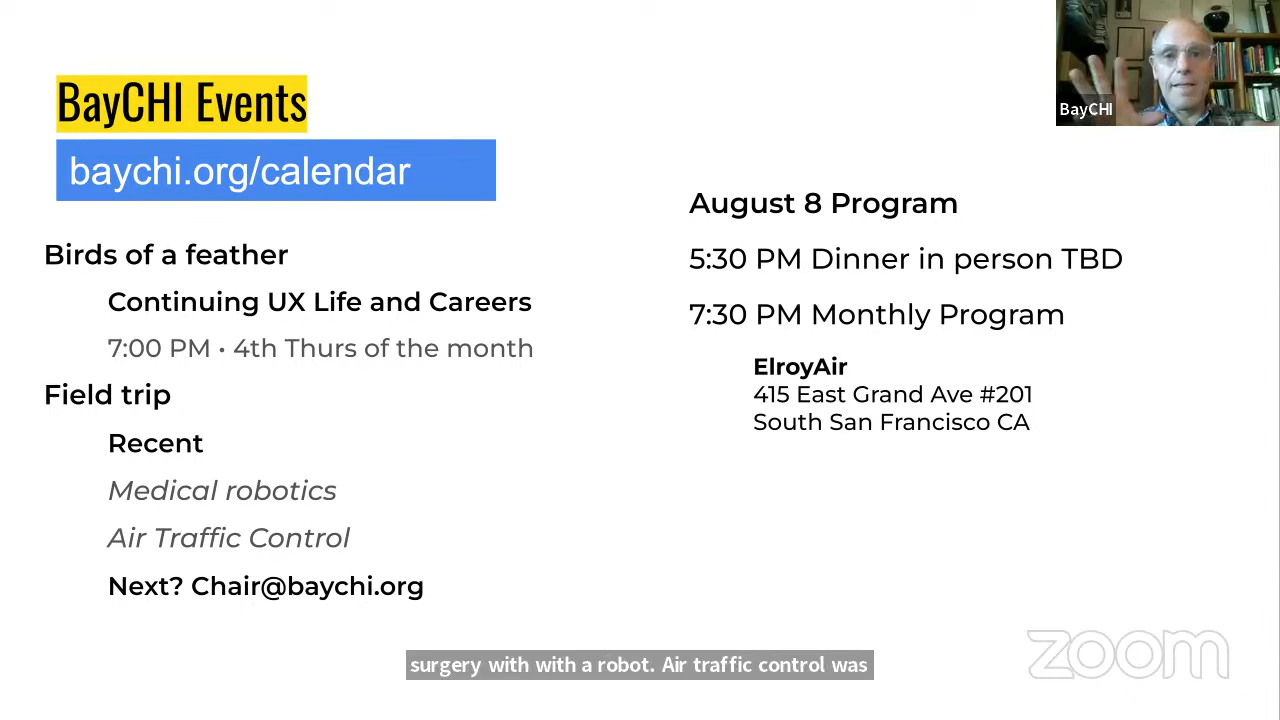 BayCHI Events
baychi.org/calendar
Birds of a feather
Continuing UX Life and Careers
7:00 PM • 4th Thurs of the month
Field trip
Recent
Medical robotics
Air Traffic Control
Next? Chair@baychi.org
August 8 Program
5:30 PM Dinner in person TBD
7:30 PM Monthly Program
ElroyAir
415 East Grand Ave #201
South San Francisco CA
BayCHI
surgery with with a robot. Air traffic control was
zoom